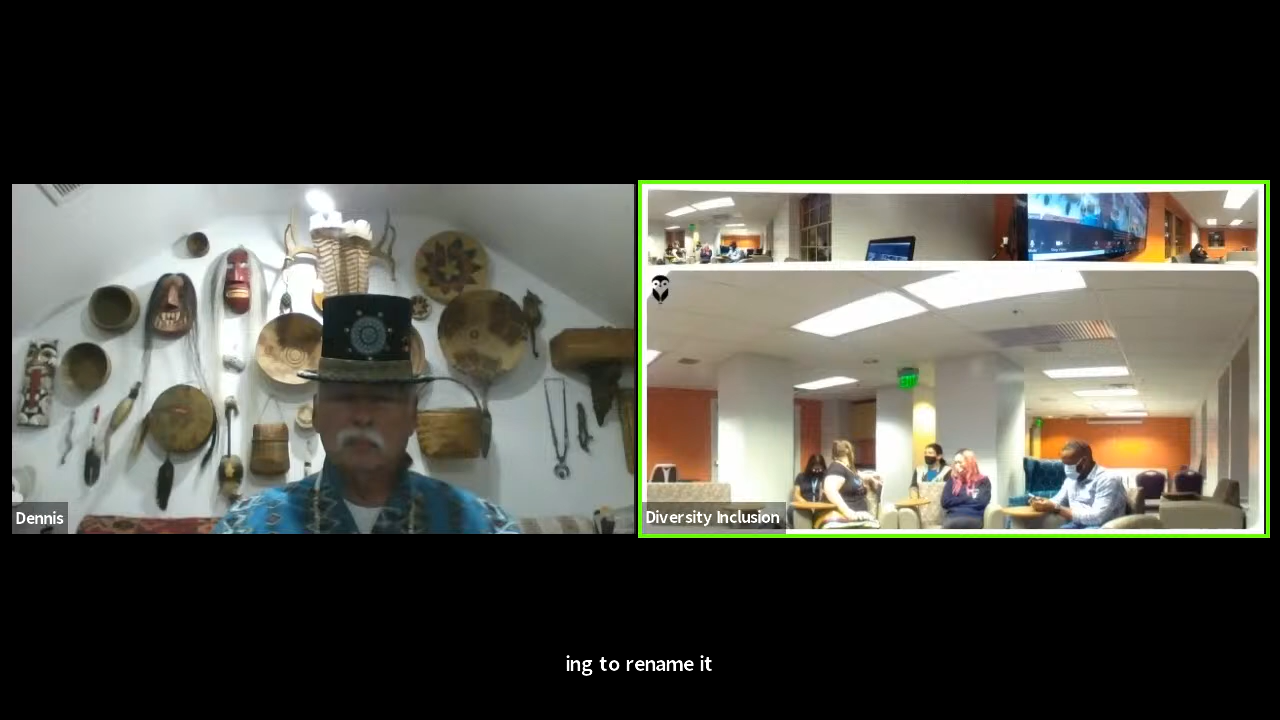 Dennis
Diversity Inclusion
ing to rename it